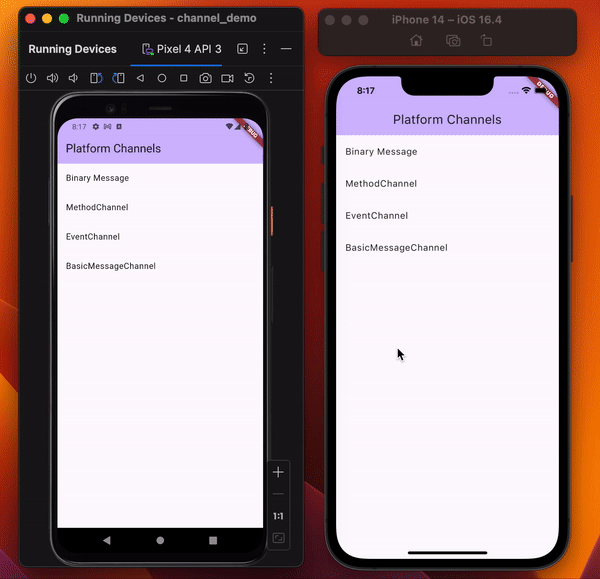 Running Devices - channel_demo
Running Devices
Pixel 4 API 3
8:17
Platform Channels
Binary Message
MethodChannel
EventChannel
BasicMessageChannel
1:1
iPhone 14 – iOS 16.4
8:17
DEBUG
Platform Channels
Binary Message
MethodChannel
EventChannel
BasicMessageChannel